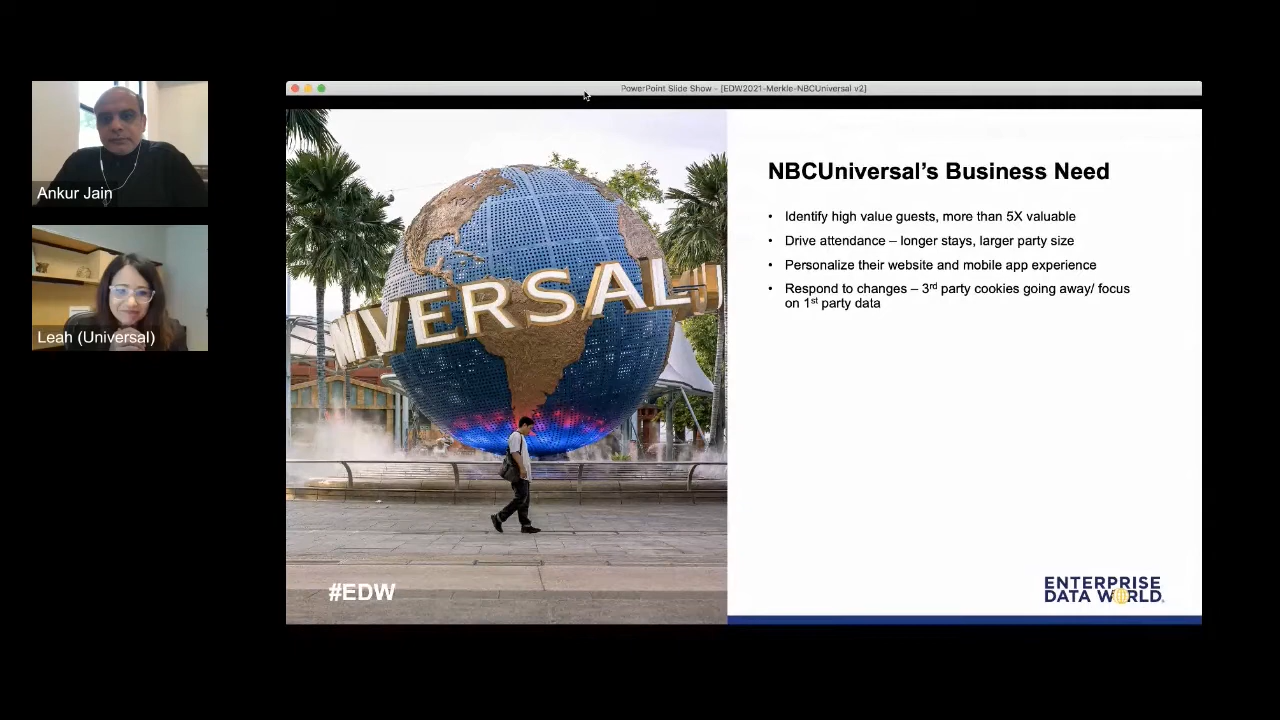 PowerPoint Slide Show - [EDW2021-Merkle-NBCUniversal v2]
Ankur Jain
Leah (Universal)
NIVERSAL U
#EDW
NBCUniversal’s Business Need
• Identify high value guests, more than 5X valuable
• Drive attendance – longer stays, larger party size
• Personalize their website and mobile app experience
• Respond to changes – 3rd party cookies going away/ focus
on 1st party data
ENTERPRISE
DATA WORLD